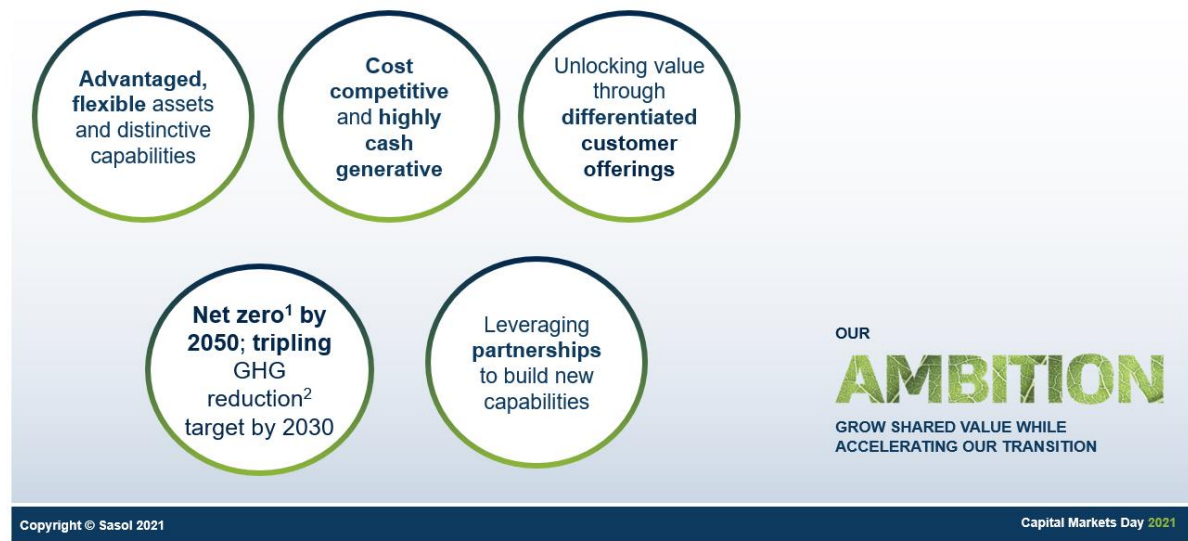 Advantaged,
flexible assets
and distinctive
capabilities
Cost
competitive
and highly
cash
generative
Unlocking value
through
differentiated
customer
offerings
Net zero¹ by
2050; tripling
GHG
reduction²
target by 2030
Leveraging
partnerships
to build new
capabilities
OUR
AMBITION
GROW SHARED VALUE WHILE
ACCELERATING OUR TRANSITION
Copyright © Sasol 2021
Capital Markets Day 2021